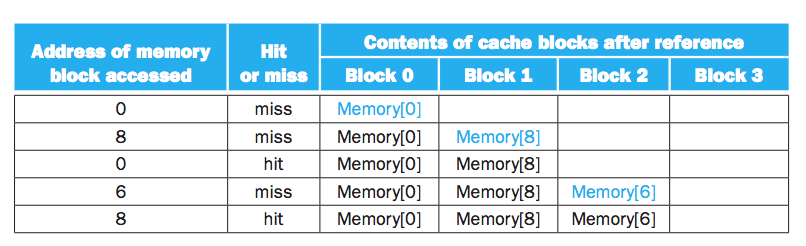 Address of memory block accessed | Hit or miss | Contents of cache blocks after reference
Block 0 | Block 1 | Block 2 | Block 3
0 | miss | Memory[0]
8 | miss | Memory[0] | Memory[8]
0 | hit | Memory[0] | Memory[8]
6 | miss | Memory[0] | Memory[8] | Memory[6]
8 | hit | Memory[0] | Memory[8] | Memory[6]